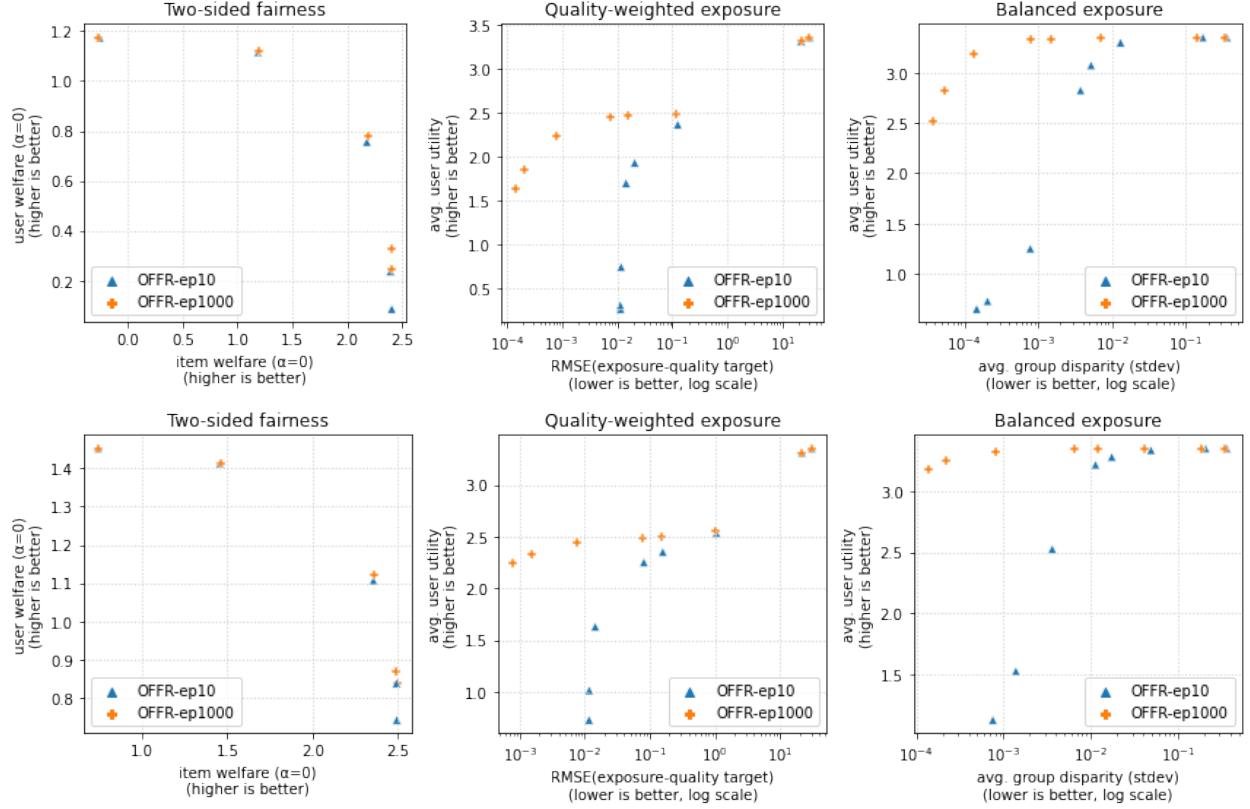 Two-sided fairness
1.2
1.0
0.8
0.6
0.4
0.2
user welfare (α=0)
(higher is better)
OFFR-ep10
OFFR-ep1000
0.0
0.5
1.0
1.5
2.0
2.5
item welfare (α=0)
(higher is better)
Quality-weighted exposure
3.5
3.0
2.5
2.0
1.5
1.0
0.5
avg. user utility
(higher is better)
OFFR-ep10
OFFR-ep1000
10⁻⁴
10⁻³
10⁻²
10⁻¹
10⁰
10¹
RMSE(exposure-quality target)
(lower is better, log scale)
Balanced exposure
3.0
2.5
2.0
1.5
1.0
avg. user utility
(higher is better)
OFFR-ep10
OFFR-ep1000
10⁻⁴
10⁻³
10⁻²
10⁻¹
avg. group disparity (stdev)
(lower is better, log scale)
Two-sided fairness
1.4
1.3
1.2
1.1
1.0
0.9
0.8
user welfare (α=0)
(higher is better)
OFFR-ep10
OFFR-ep1000
1.0
1.5
2.0
2.5
item welfare (α=0)
(higher is better)
Quality-weighted exposure
3.0
2.5
2.0
1.5
1.0
avg. user utility
(higher is better)
OFFR-ep10
OFFR-ep1000
10⁻³
10⁻²
10⁻¹
10⁰
10¹
RMSE(exposure-quality target)
(lower is better, log scale)
Balanced exposure
3.0
2.5
2.0
1.5
avg. user utility
(higher is better)
OFFR-ep10
OFFR-ep1000
10⁻⁴
10⁻³
10⁻²
10⁻¹
avg. group disparity (stdev)
(lower is better, log scale)